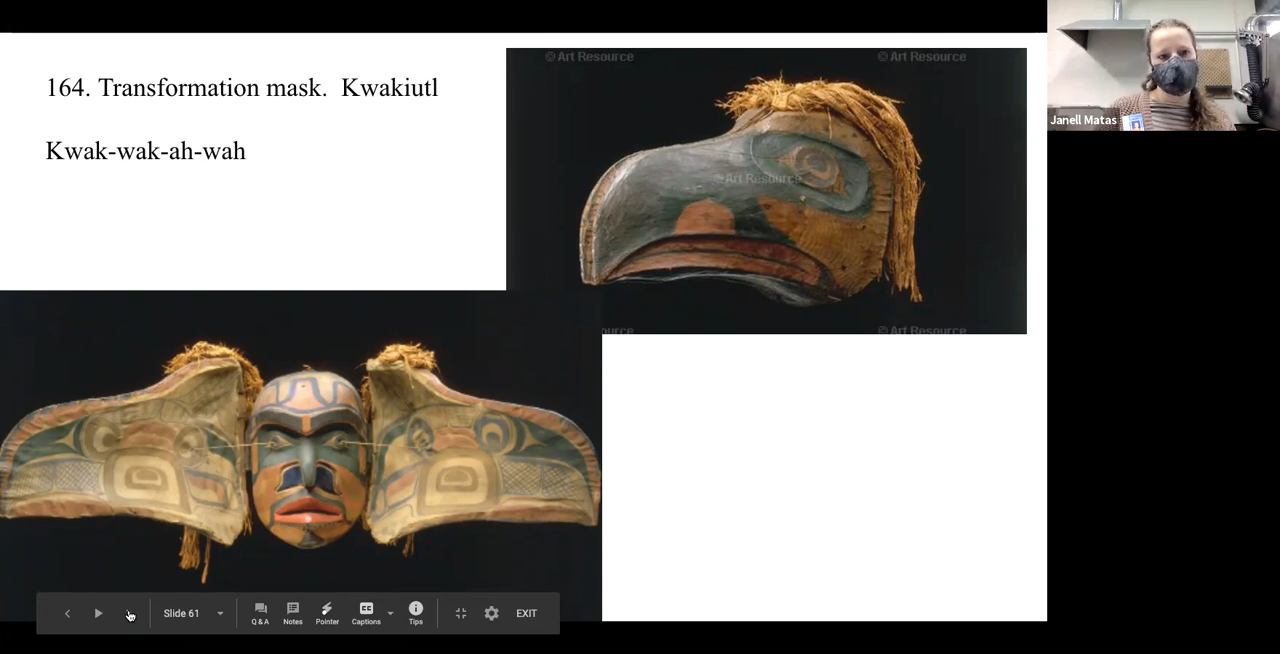 164. Transformation mask. Kwakiutl
Kwak-wak-ah-wah
© Art Resource
© Art Resource
© Art Resource
ource
© Art Resource
Janell Matas
Slide 61
Q & A
Notes
Pointer
Captions
Tips
EXIT